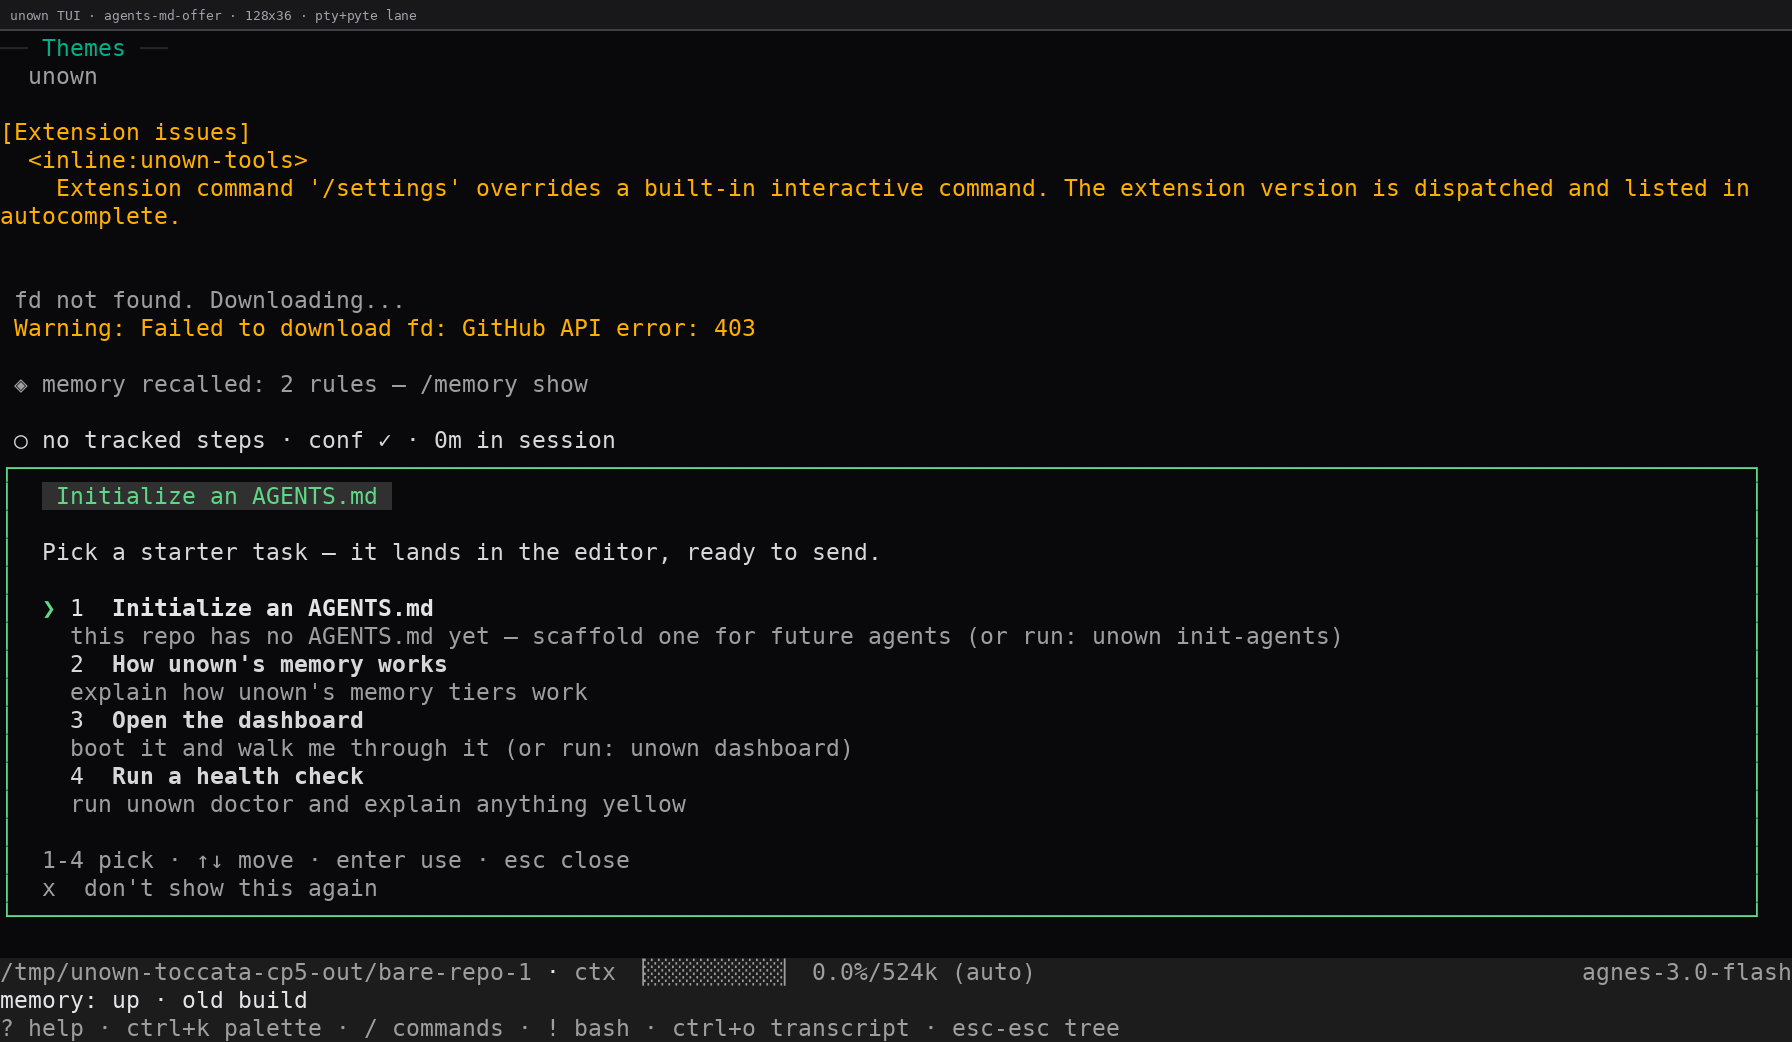 unown TUI · agents-md-offer · 128x36 · pty+pyte lane
── Themes ──
unown
[Extension issues]
<inline:unown-tools>
Extension command '/settings' overrides a built-in interactive command. The extension version is dispatched and listed in
autocomplete.
fd not found. Downloading...
Warning: Failed to download fd: GitHub API error: 403
◈ memory recalled: 2 rules — /memory show
○ no tracked steps · conf ✓ · 0m in session
Initialize an AGENTS.md
Pick a starter task — it lands in the editor, ready to send.
❯ 1  Initialize an AGENTS.md
this repo has no AGENTS.md yet — scaffold one for future agents (or run: unown init-agents)
2  How unown's memory works
explain how unown's memory tiers work
3  Open the dashboard
boot it and walk me through it (or run: unown dashboard)
4  Run a health check
run unown doctor and explain anything yellow
1-4 pick · ↑↓ move · enter use · esc close
x  don't show this again
/tmp/unown-toccata-cp5-out/bare-repo-1 · ctx ▕░░░░░░░░░░▏ 0.0%/524k (auto) agnes-3.0-flash
memory: up · old build
? help · ctrl+k palette · / commands · ! bash · ctrl+o transcript · esc-esc tree